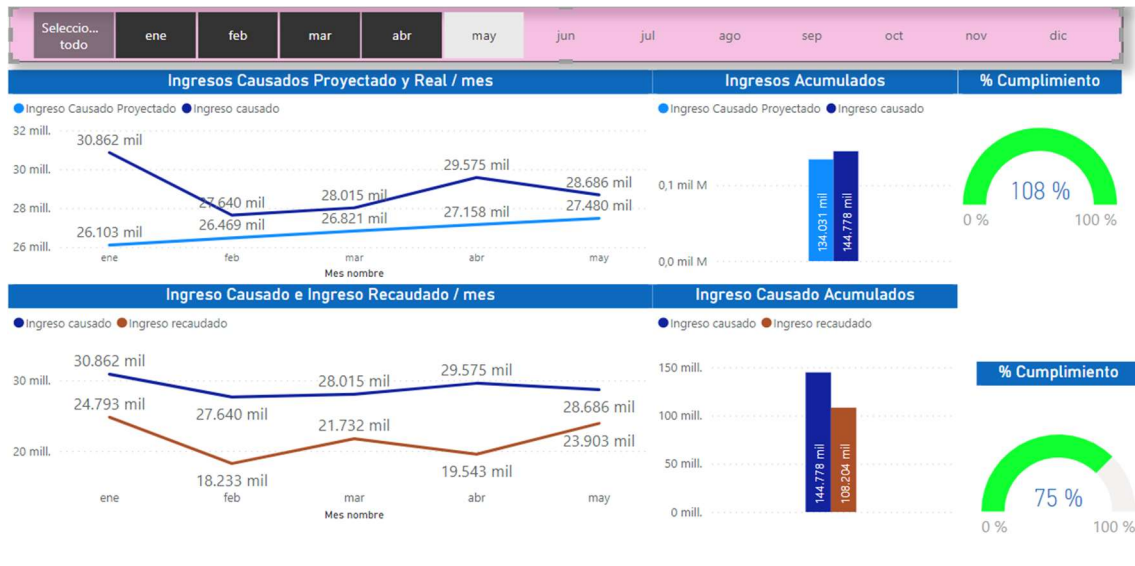 Seleccio...
todo
ene feb mar abr may jun jul ago sep oct nov dic
Ingresos Causados Proyectado y Real / mes
Ingreso Causado Proyectado Ingreso causado
32 mill.
30 mill.
28 mill.
26 mill.
30.862 mil
27.640 mil
28.015 mil
29.575 mil
28.686 mil
26.103 mil
26.469 mil
26.821 mil
27.158 mil
27.480 mil
ene feb mar abr may
Mes nombre
Ingresos Acumulados
Ingreso Causado Proyectado Ingreso causado
0,1 mil M
0,0 mil M
134.031 mil
144.778 mil
% Cumplimiento
108 %
0 % 100 %
Ingreso Causado e Ingreso Recaudado / mes
Ingreso causado Ingreso recaudado
30 mill.
20 mill.
30.862 mil
27.640 mil
28.015 mil
29.575 mil
28.686 mil
24.793 mil
18.233 mil
21.732 mil
19.543 mil
23.903 mil
ene feb mar abr may
Mes nombre
Ingreso Causado Acumulados
Ingreso causado Ingreso recaudado
150 mill.
100 mill.
50 mill.
0 mill.
144.778 mil
108.204 mil
% Cumplimiento
75 %
0 % 100 %